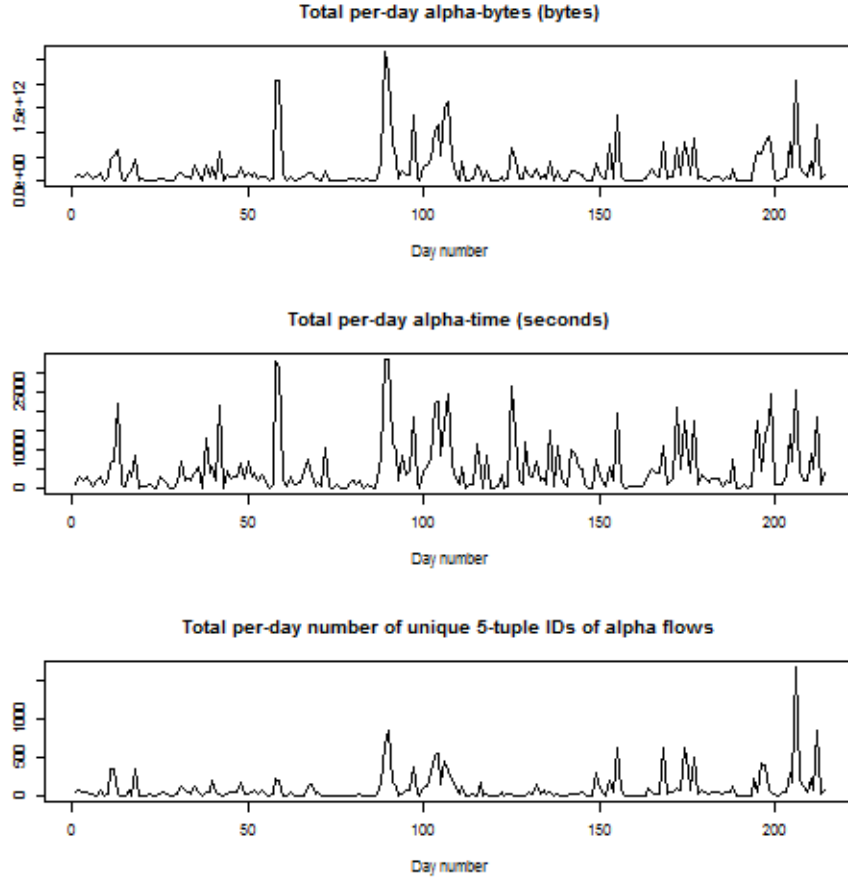 Total per-day alpha-bytes (bytes)
1.5e+12
0.0e+00
0 50 100 150 200
Day number
Total per-day alpha-time (seconds)
25000
10000
0
0 50 100 150 200
Day number
Total per-day number of unique 5-tuple IDs of alpha flows
1000
500
0
0 50 100 150 200
Day number